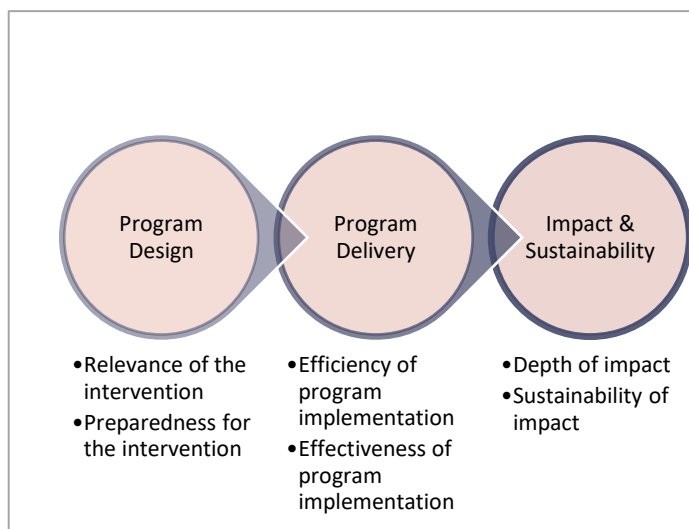 Program
Design
Program
Delivery
Impact &
Sustainability
•Relevance of the
intervention
•Preparedness for
the intervention
•Efficiency of
program
implementation
•Effectiveness of
program
implementation
•Depth of impact
•Sustainability of
impact